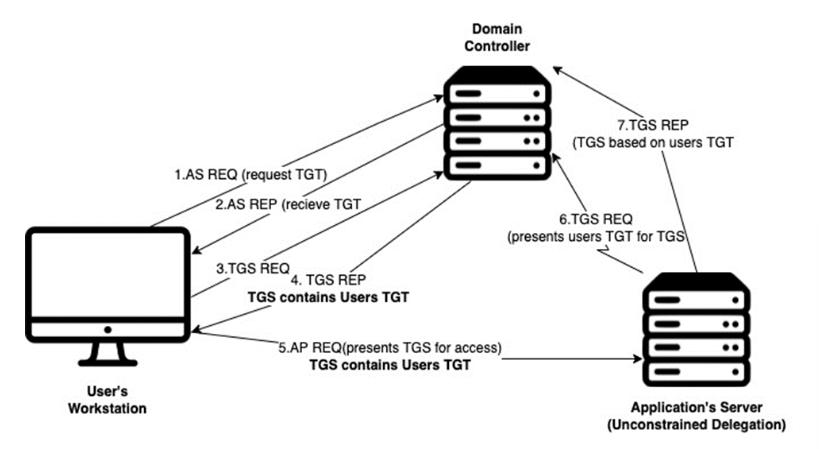 Domain
Controller
7.TGS REP
(TGS based on users TGT
1.AS REQ (request TGT)
2.AS REP (recieve TGT
6.TGS REQ
(presents users TGT for TGS
3.TGS REQ
4. TGS REP
TGS contains Users TGT
5.AP REQ(presents TGS for access)
TGS contains Users TGT
User's
Workstation
Application's Server
(Unconstrained Delegation)